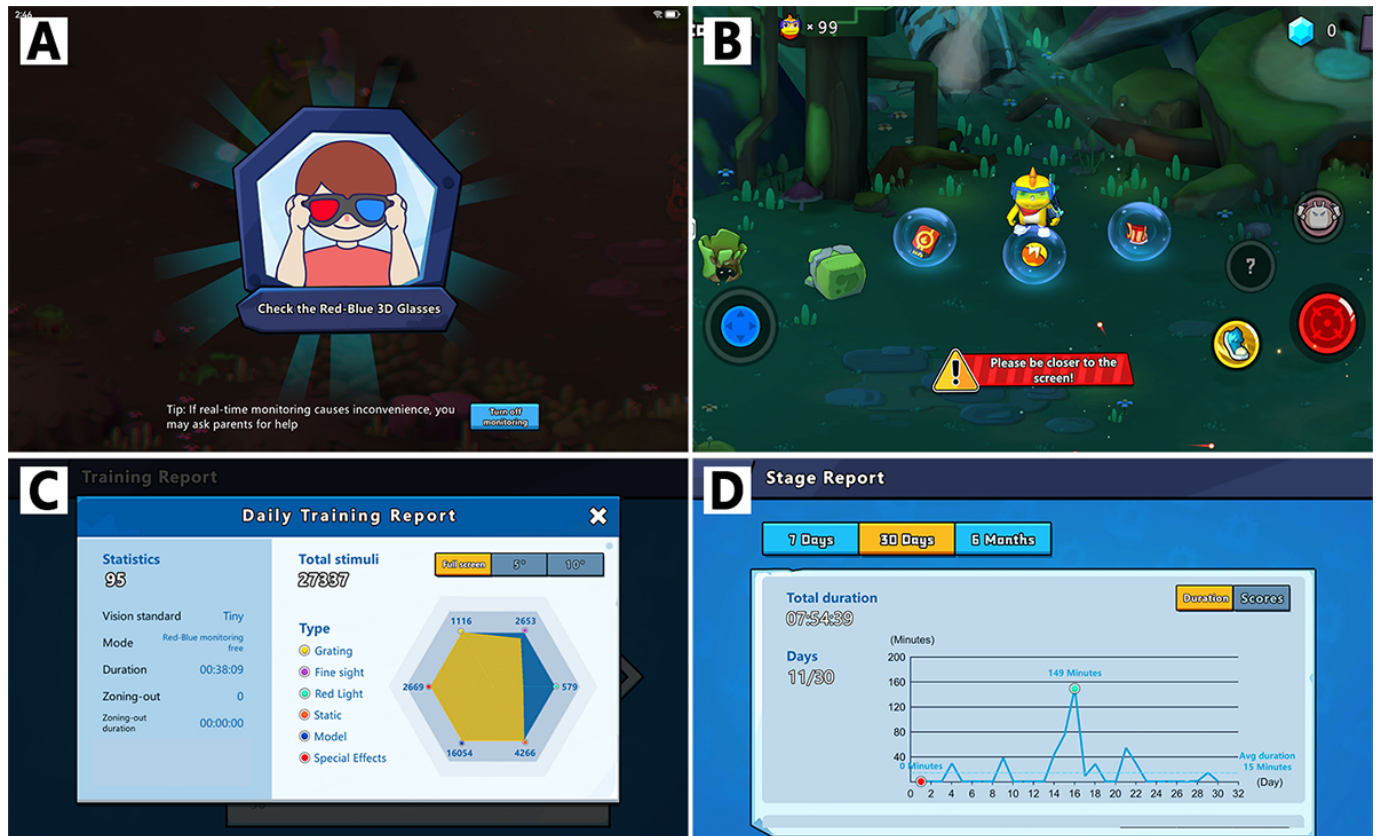 2:46
A
Check the Red-Blue 3D Glasses
Tip: If real-time monitoring causes inconvenience, you
may ask parents for help
Turn off
monitoring
B
× 99
0
?
Please be closer to the
screen!
C
Training Report
Daily Training Report
Statistics
95
Vision standard Tiny
Mode Red-Blue monitoring
free
Duration 00:38:09
Zoning-out 0
Zoning-out
duration 00:00:00
Total stimuli
27337
Full screen 5° 10°
Type
Grating
Fine sight
Red Light
Static
Model
Special Effects
1116 2653
2669 579
16054 4266
D
Stage Report
7 Days 30 Days 6 Months
Total duration
07:54:39
Days
11/30
Duration Scores
(Minutes)
200
160
120
80
40
149 Minutes
0 Minutes
Avg duration
15 Minutes
(Day)
0 2 4 6 8 10 12 14 16 18 20 22 24 26 28 30 32